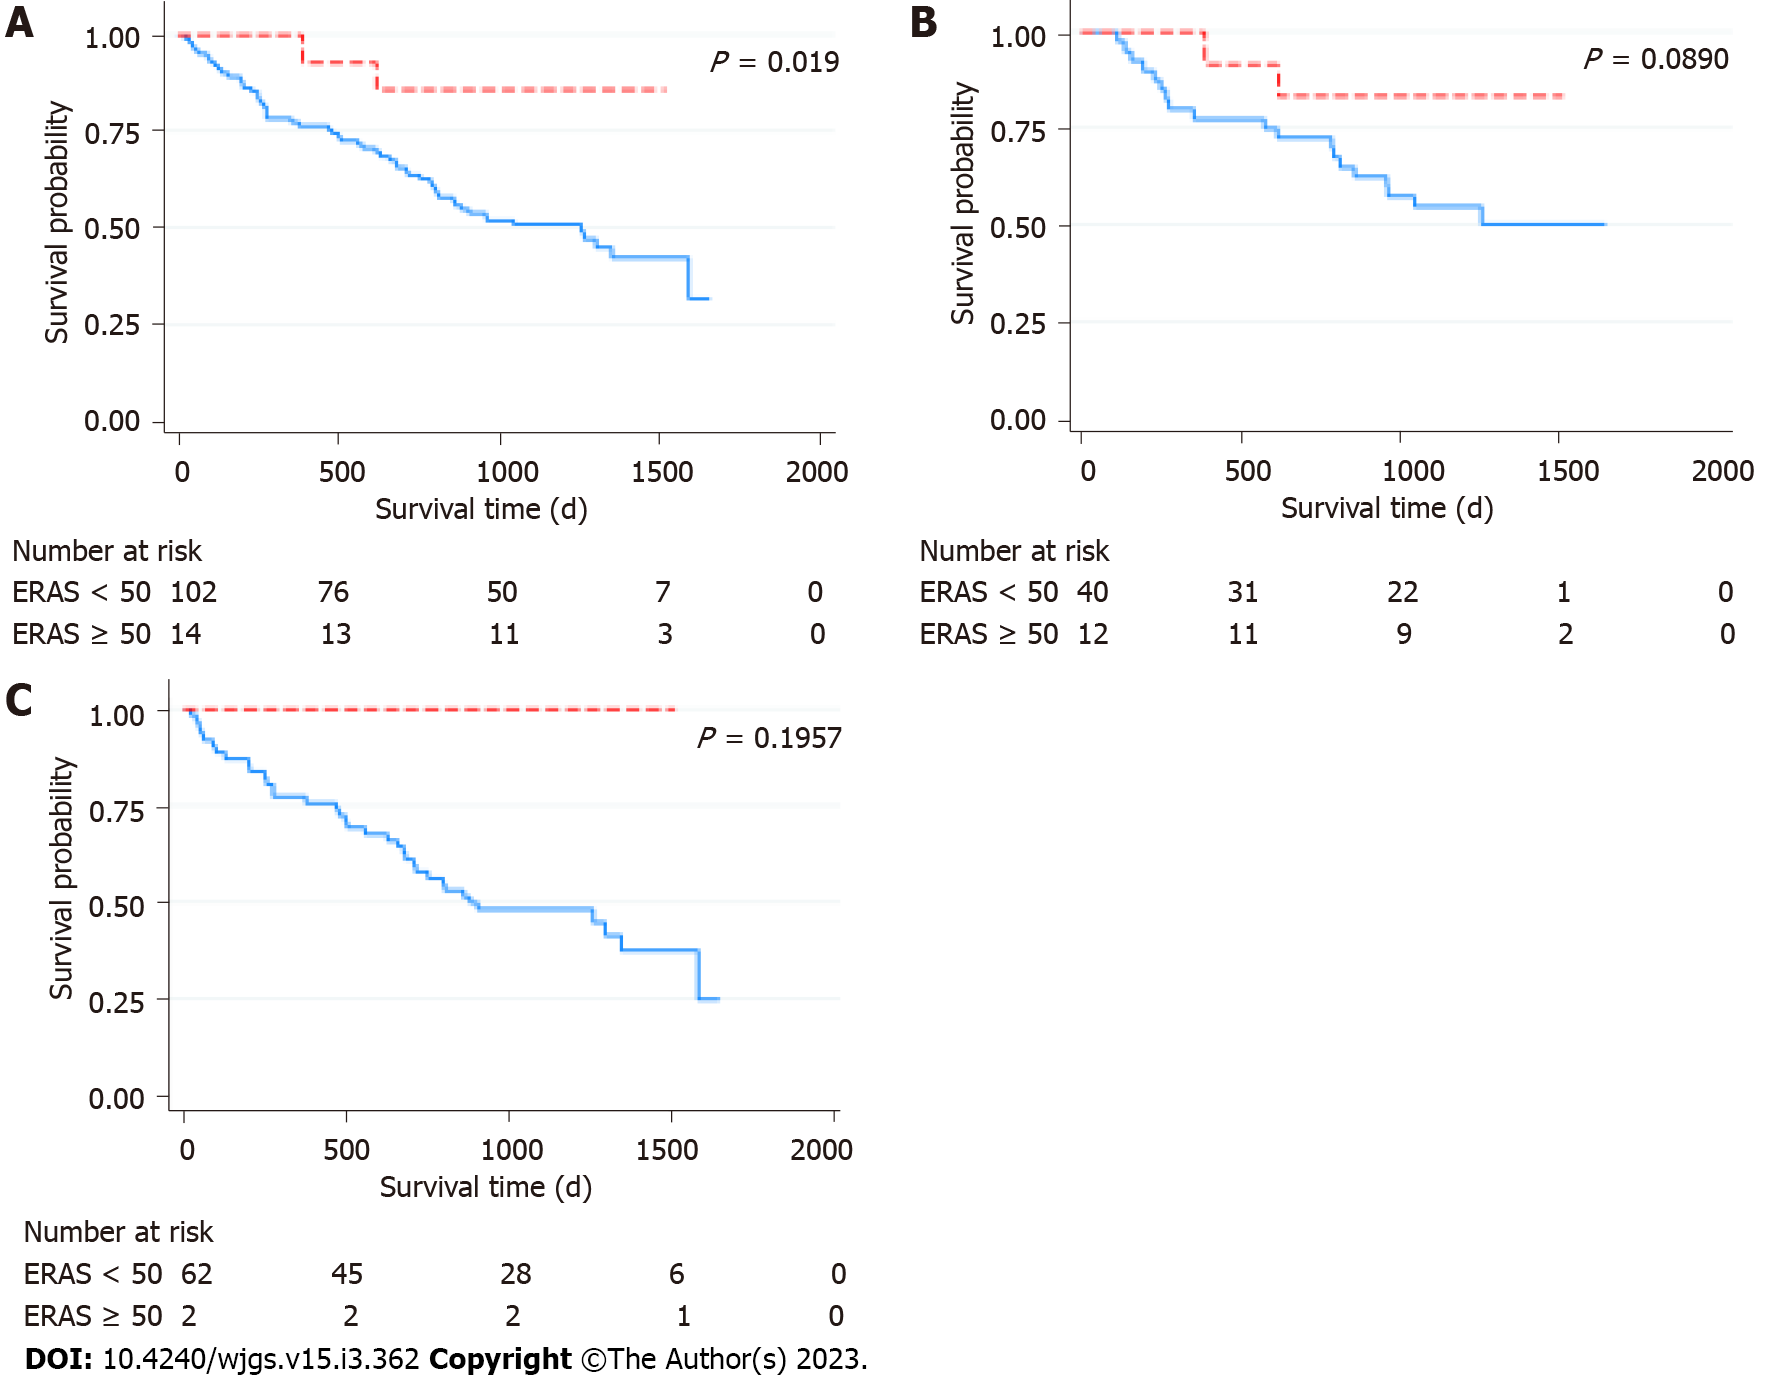 A
P = 0.019
Survival probability
1.00
0.75
0.50
0.25
0.00
0 500 1000 1500 2000
Survival time (d)
Number at risk
ERAS < 50 102 76 50 7 0
ERAS ≥ 50 14 13 11 3 0
B
P = 0.0890
Survival probability
1.00
0.75
0.50
0.25
0.00
0 500 1000 1500 2000
Survival time (d)
Number at risk
ERAS < 50 40 31 22 1 0
ERAS ≥ 50 12 11 9 2 0
C
P = 0.1957
Survival probability
1.00
0.75
0.50
0.25
0.00
0 500 1000 1500 2000
Survival time (d)
Number at risk
ERAS < 50 62 45 28 6 0
ERAS ≥ 50 2 2 2 1 0
DOI: 10.4240/wjgs.v15.i3.362 Copyright ©The Author(s) 2023.